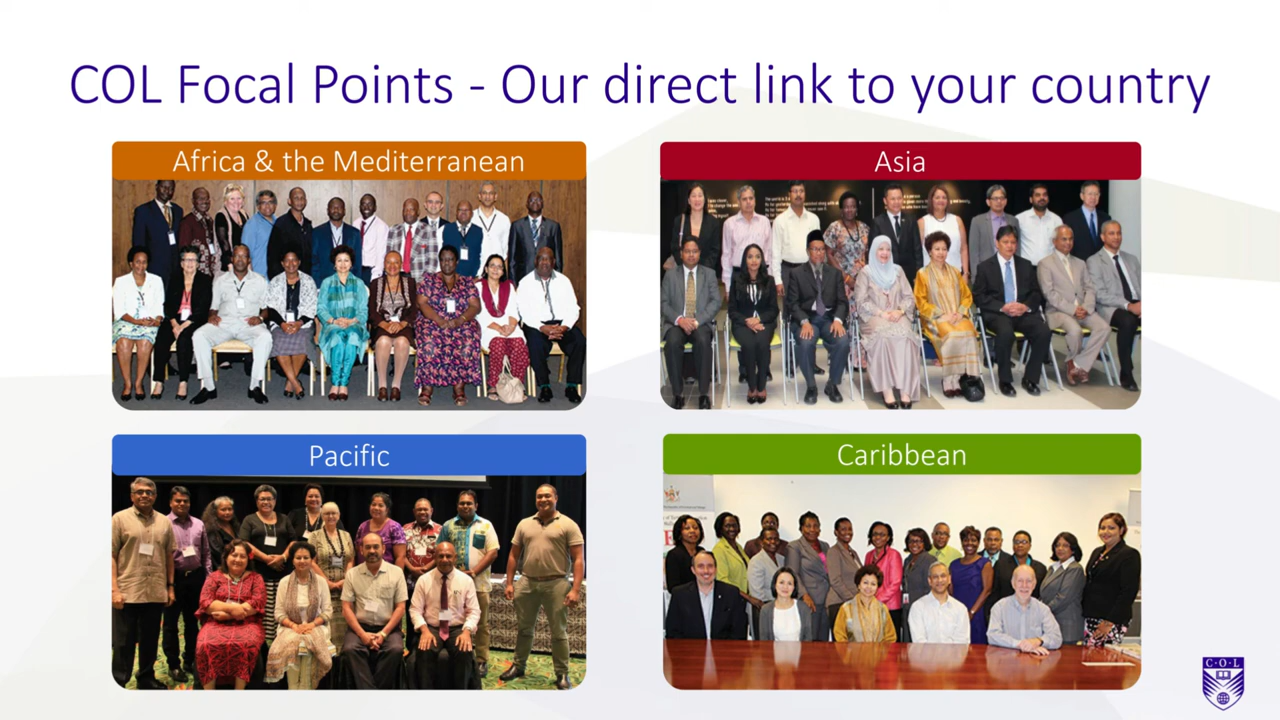 COL Focal Points - Our direct link to your country
Africa & the Mediterranean
Asia
Pacific
Caribbean
C·O·L